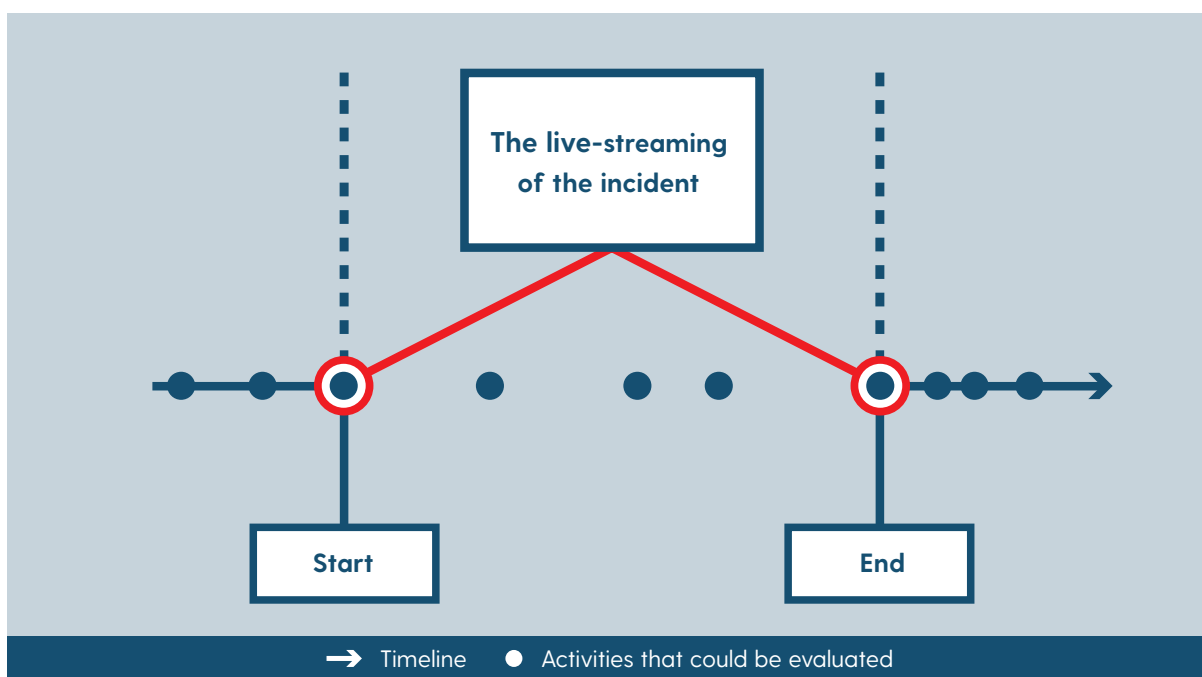 The live-streaming
of the incident
Start
End
Timeline
Activities that could be evaluated